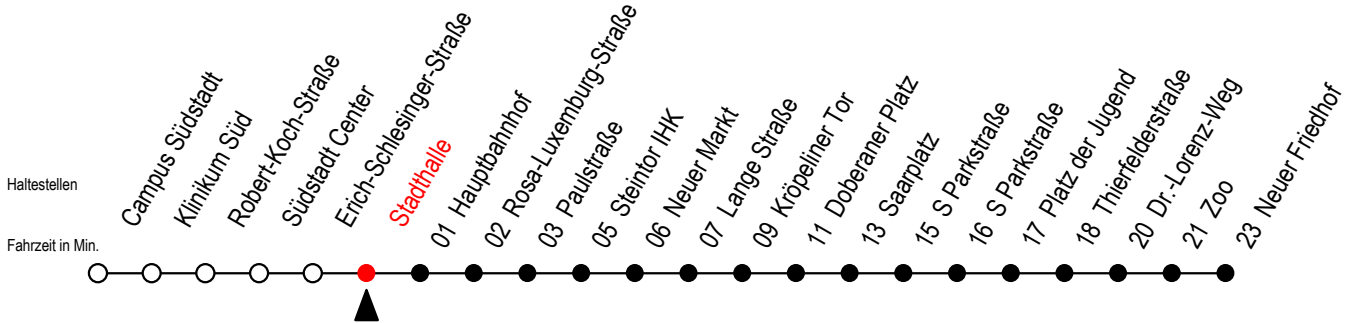 Haltestellen
Fahrzeit in Min.
Campus Südstadt
Klinikum Süd
Robert-Koch-Straße
Südstadt Center
Erich-Schlesinger-Straße
Stadthalle
01 Hauptbahnhof
02 Rosa-Luxemburg-Straße
03 Paulstraße
05 Steintor IHK
06 Neuer Markt
07 Lange Straße
09 Kröpeliner Tor
11 Doberaner Platz
13 Saarplatz
15 S Parkstraße
16 S Parkstraße
17 Platz der Jugend
18 Thierfelderstraße
20 Dr.-Lorenz-Weg
21 Zoo
23 Neuer Friedhof